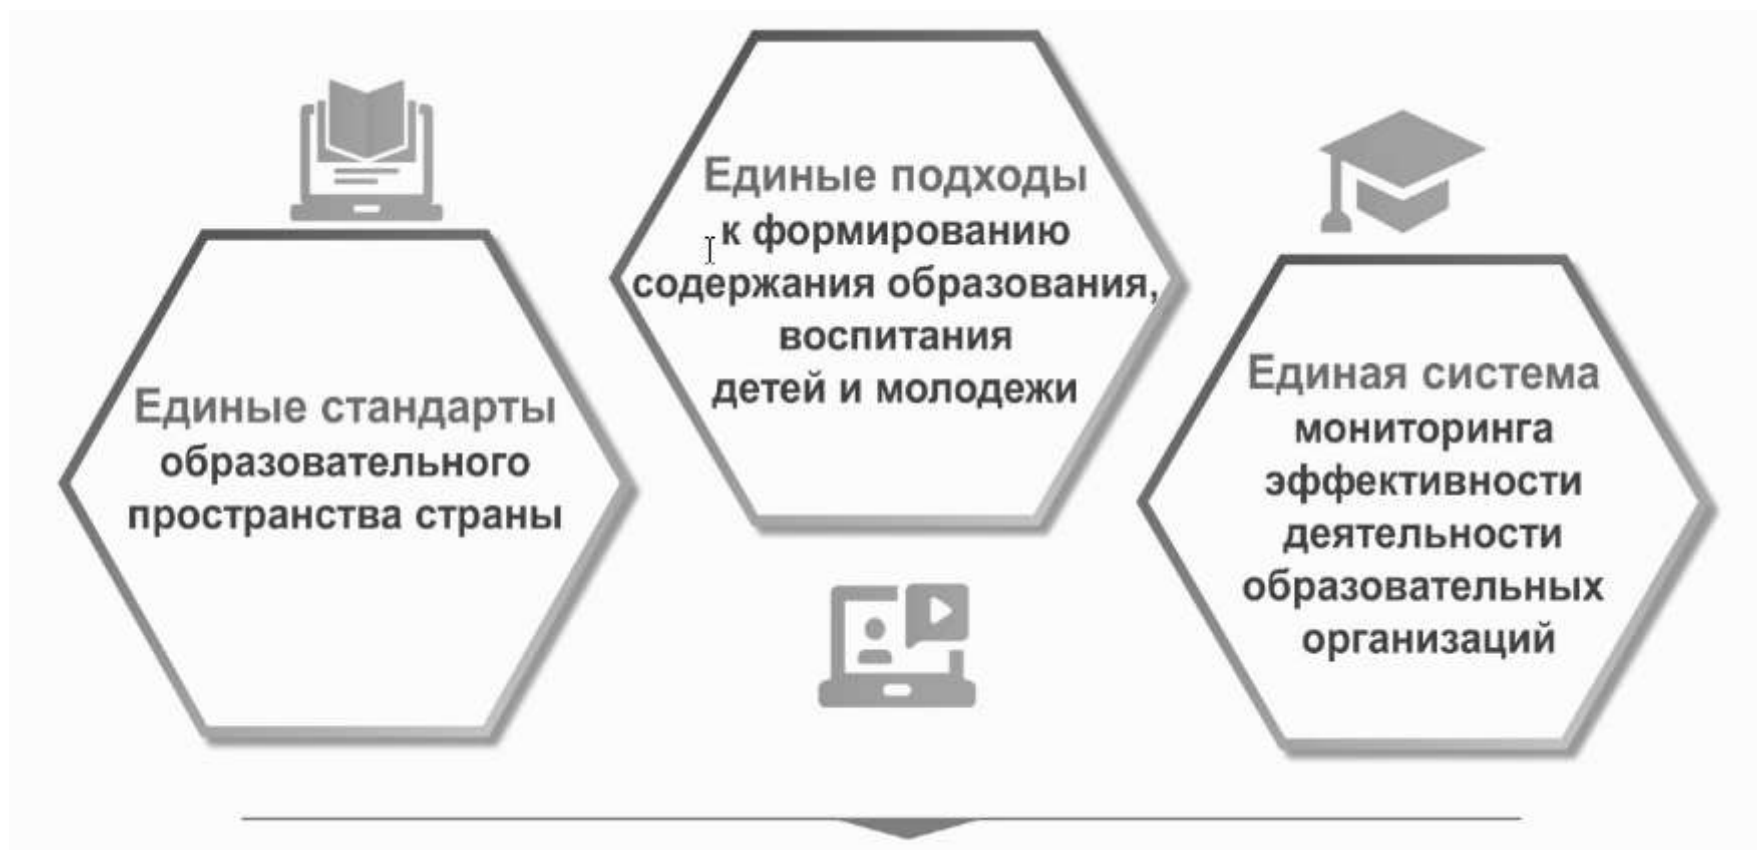 Единые стандарты
образовательного
пространства страны
Единые подходы
к формированию
содержания образования,
воспитания
детей и молодежи
Единая система
мониторинга
эффективности
деятельности
образовательных
организаций